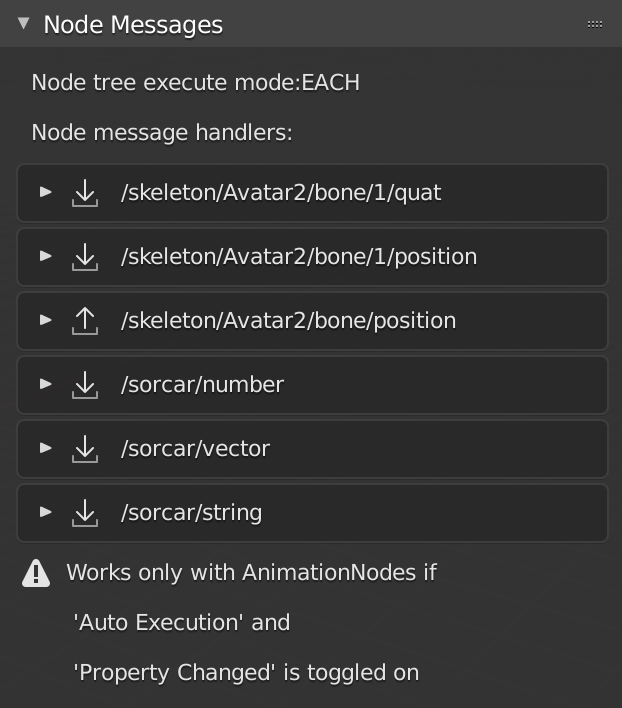 Node Messages
Node tree execute mode:EACH
Node message handlers:
/skeleton/Avatar2/bone/1/quat
/skeleton/Avatar2/bone/1/position
/skeleton/Avatar2/bone/position
/sorcar/number
/sorcar/vector
/sorcar/string
Works only with AnimationNodes if
'Auto Execution' and
'Property Changed' is toggled on